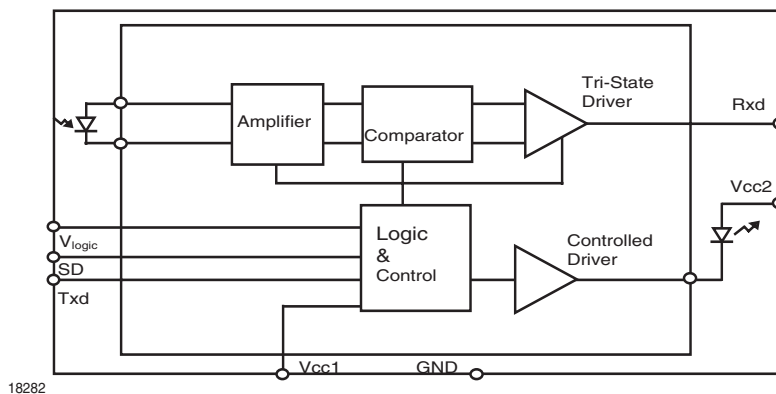 Tri-State
Driver
Rxd
Amplifier
Comparator
Vcc2
Vlogic
SD
Txd
Logic
&
Control
Controlled
Driver
Vcc1
GND
18282